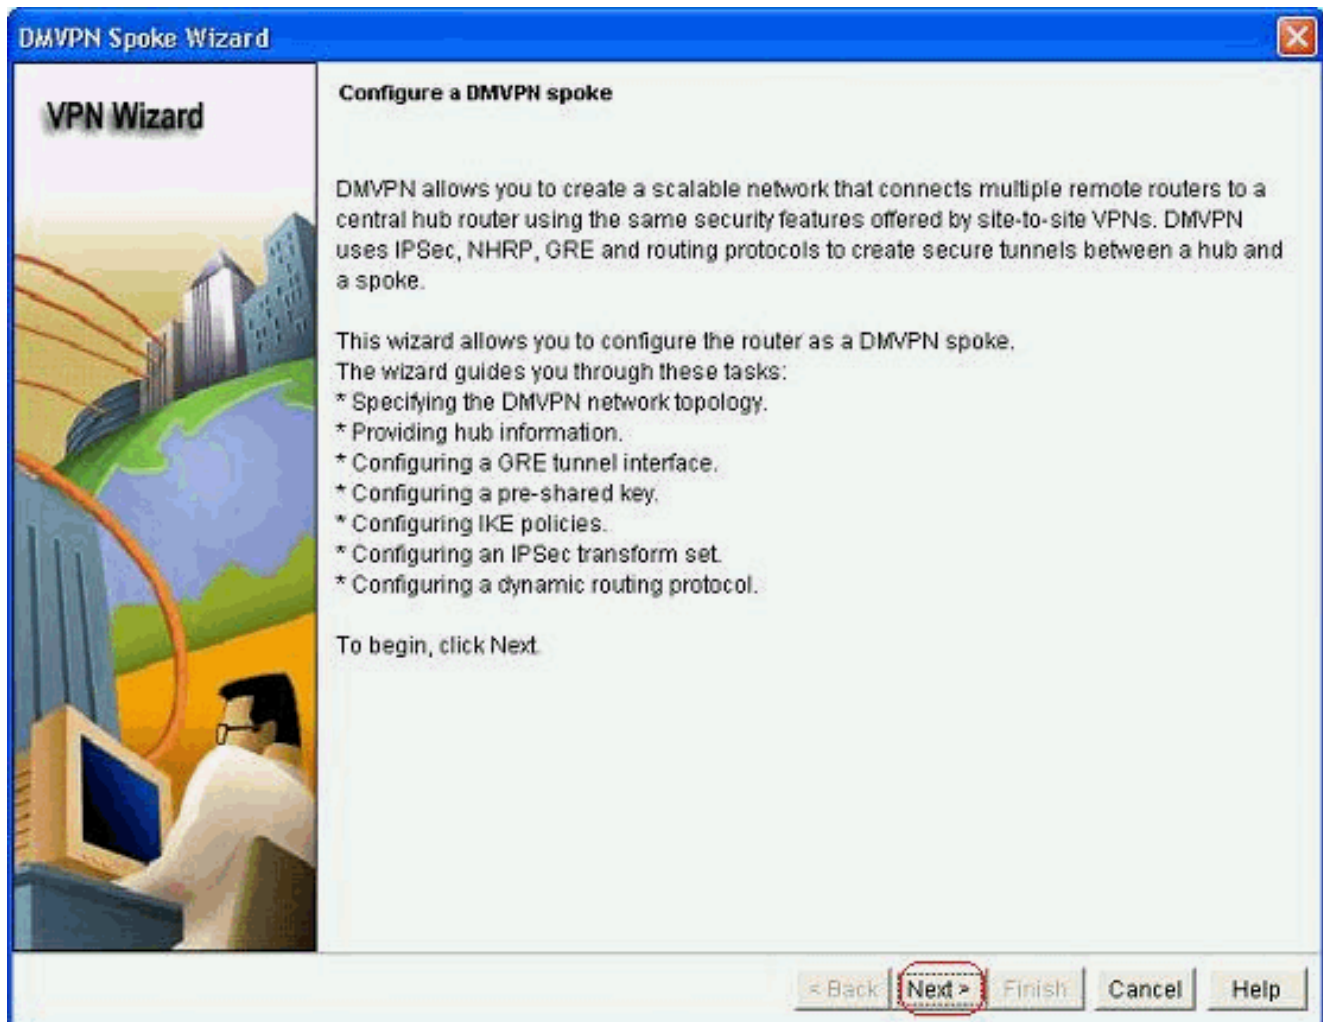 DMVPN Spoke Wizard
VPN Wizard
Configure a DMVPN spoke
DMVPN allows you to create a scalable network that connects multiple remote routers to a
central hub router using the same security features offered by site-to-site VPNs. DMVPN
uses IPSec, NHRP, GRE and routing protocols to create secure tunnels between a hub and
a spoke.
This wizard allows you to configure the router as a DMVPN spoke.
The wizard guides you through these tasks:
* Specifying the DMVPN network topology.
* Providing hub information.
* Configuring a GRE tunnel interface.
* Configuring a pre-shared key.
* Configuring IKE policies.
* Configuring an IPSec transform set.
* Configuring a dynamic routing protocol.
To begin, click Next.
< Back Next > Finish Cancel Help